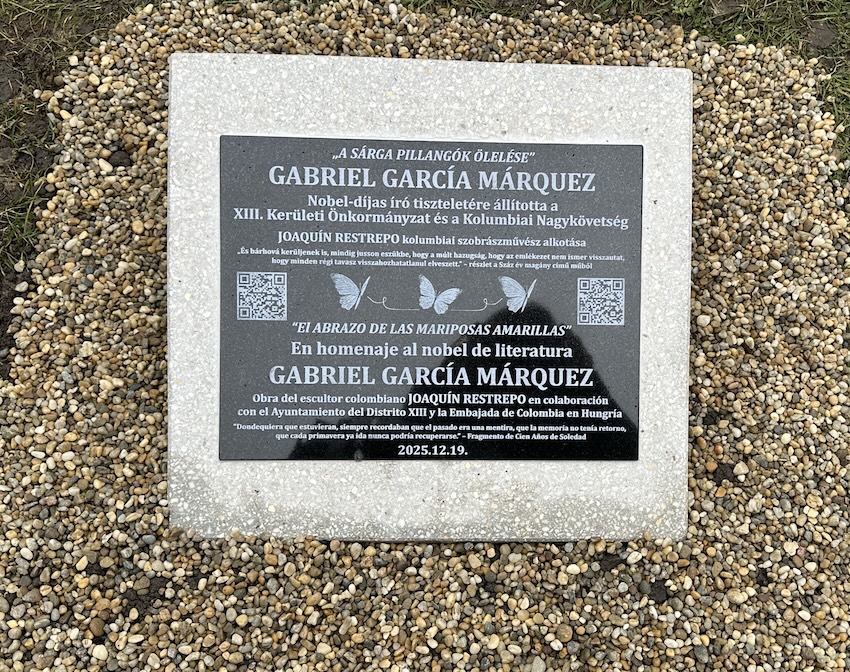 „A SÁRGA PILLANGÓK ÖLELÉSE”
GABRIEL GARCÍA MÁRQUEZ
Nobel-díjas író tiszteletére állította a
XIII. Kerületi Önkormányzat és a Kolumbiai Nagykövetség
JOAQUÍN RESTREPO kolumbiai szobrászművész alkotása
„És bárhová kerüljenek is, mindig jusson eszükbe, hogy a múlt hazugság, hogy az emlékezet nem ismer visszautat,
hogy minden régi tavasz visszahozhatatlanul elveszett.” – részlet a Száz év magány című műből
“El ABRAZO DE LAS MARIPOSAS AMARILLAS”
En homenaje al nobel de literatura
GABRIEL GARCÍA MÁRQUEZ
Obra del escultor colombiano JOAQUÍN RESTREPO en colaboración
con el Ayuntamiento del Distrito XIII y la Embajada de Colombia en Hungría
“Dondequiera que estuvieran, siempre recordaban que el pasado era una mentira, que la memoria no tenía retorno,
que cada primavera ya ida nunca podría recuperarse.” – Fragmento de Cien Años de Soledad
2025.12.19.